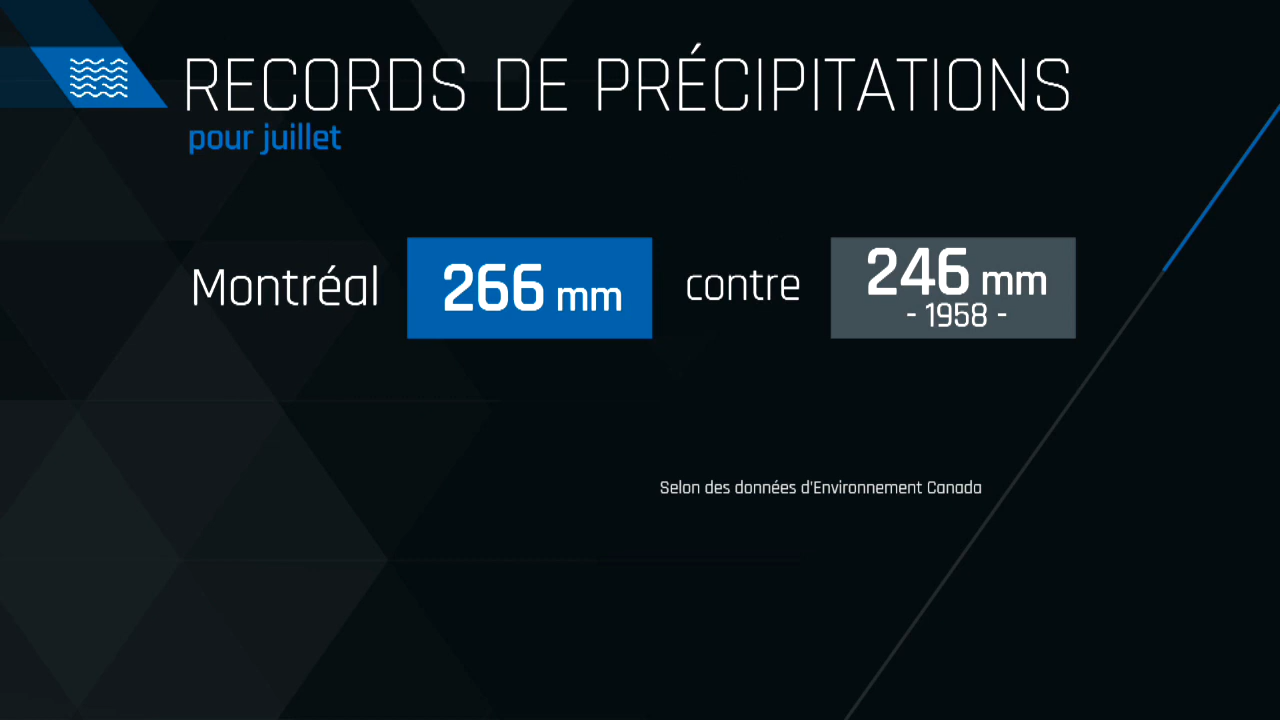 RECORDS DE PRÉCIPITATIONS
pour juillet
Montréal 266 mm contre 246 mm
- 1958 -
Selon des données d'Environnement Canada